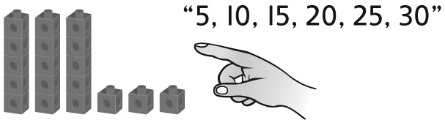 “5, 10, 15, 20, 25, 30”